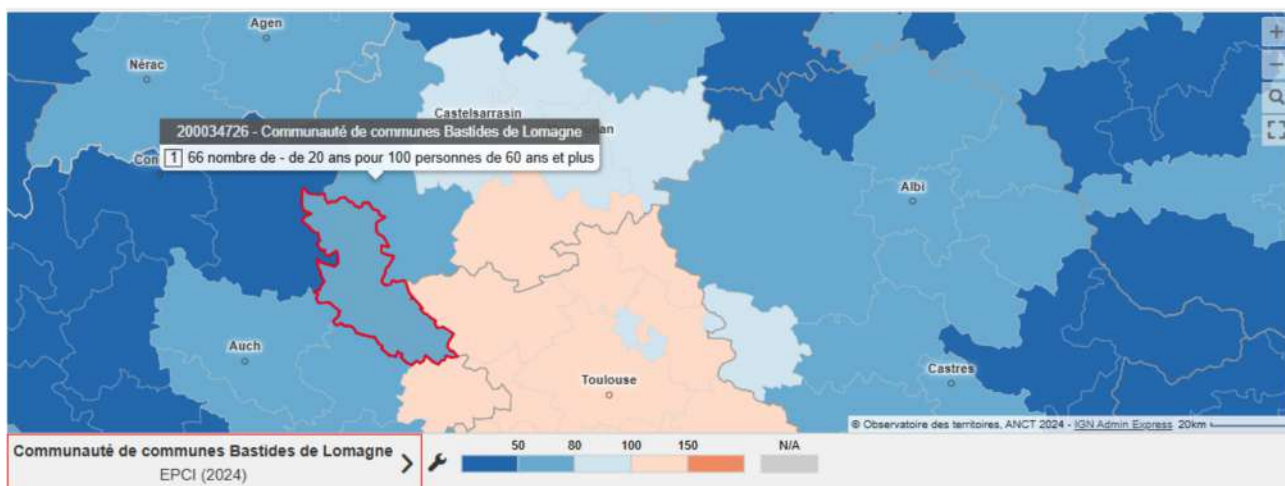 Agen
Nérac
Castelsarrasin
200034726 - Communauté de communes Bastides de Lomagne
1 66 nombre de - de 20 ans pour 100 personnes de 60 ans et plus
Albi
Auch
Castres
Toulouse
© Observatoire des territoires, ANCT 2024 - IGN Admin Express 20km
Communauté de communes Bastides de Lomagne
EPCI (2024)
50 80 100 150 N/A